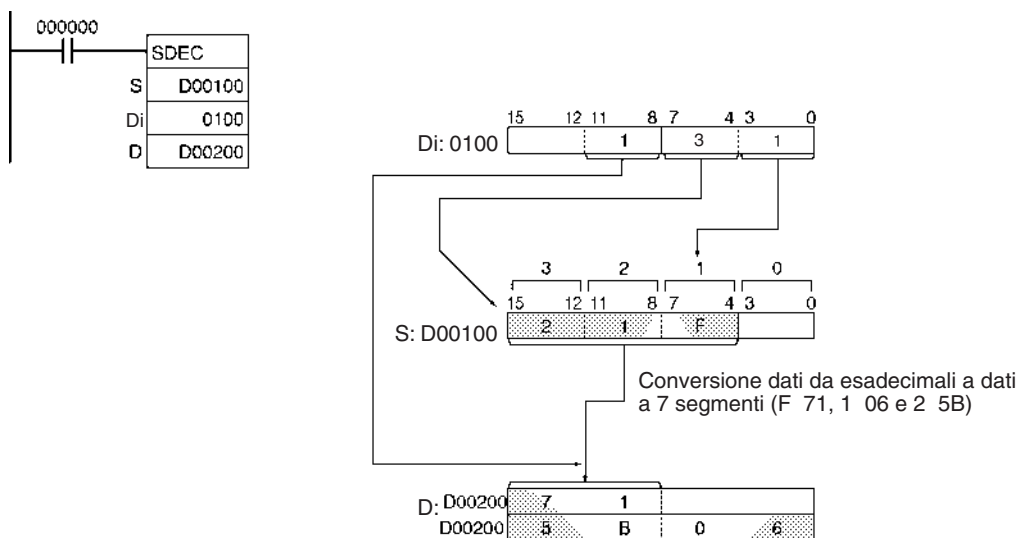 000000
SDEC
S D00100
Di 0100
D D00200
15 12 11 8 7 4 3 0
Di: 0100 1 3 1
3 2 1 0
15 12 11 8 7 4 3 0
S: D00100 2 1 F
Conversione dati da esadecimali a dati
a 7 segmenti (F 71, 1 06 e 2 5B)
D: D00200 7 1
D00200 5 B 0 6